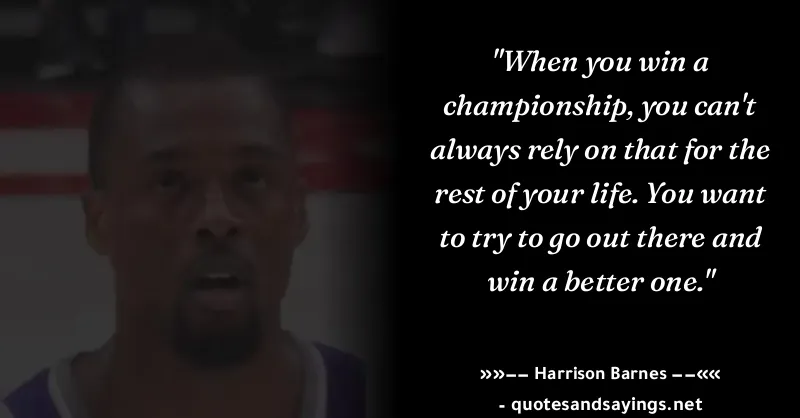 "When you win a
championship, you can't
always rely on that for the
rest of your life. You want
to try to go out there and
win a better one."
»»−− Harrison Barnes −−««
- quotesandsayings.net